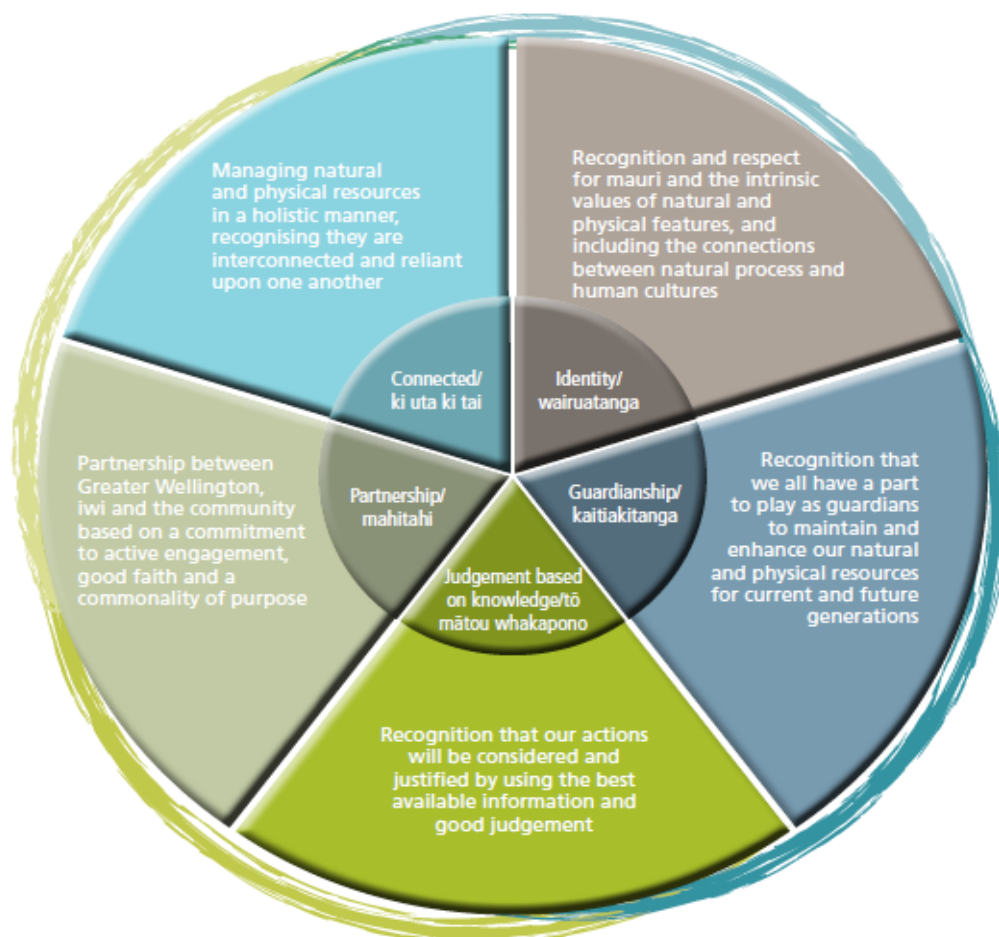 Managing natural
and physical resources
in a holistic manner,
recognising they are
interconnected and reliant
upon one another
Connected/
ki uta ki tai
Recognition and respect
for mauri and the intrinsic
values of natural and
physical features, and
including the connections
between natural process and
human cultures
Identity/
wairuatanga
Recognition that
we all have a part
to play as guardians
to maintain and
enhance our natural
and physical resources
for current and future
generations
Guardianship/
kaitiakitanga
Judgement based
on knowledge/tō
mātou whakapono
Recognition that our actions
will be considered and
justified by using the best
available information and
good judgement
Partnership between
Greater Wellington,
iwi and the community
based on a commitment
to active engagement,
good faith and a
commonality of purpose
Partnership/
mahitahi